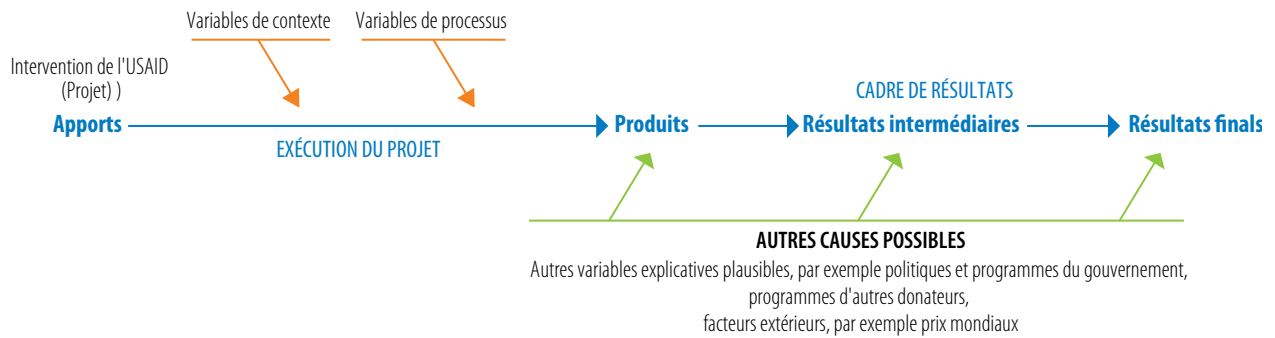 Variables de contexte
Variables de processus
Intervention de l'USAID
(Projet) )
Apports
EXÉCUTION DU PROJET
Produits
CADRE DE RÉSULTATS
Résultats intermédiaires
Résultats finals
AUTRES CAUSES POSSIBLES
Autres variables explicatives plausibles, par exemple politiques et programmes du gouvernement,
programmes d'autres donateurs,
facteurs extérieurs, par exemple prix mondiaux